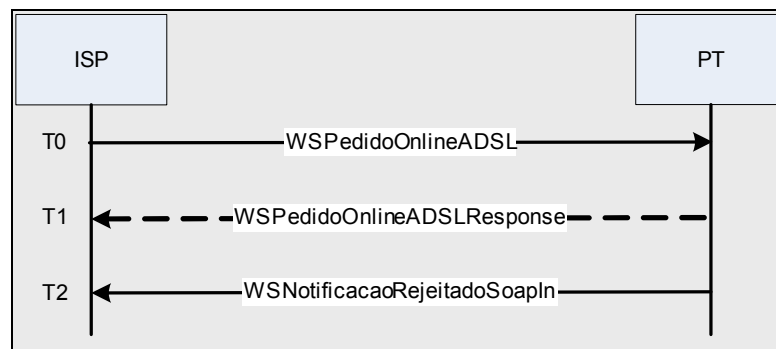 ISP PT
T0 WSPedidoOnlineADSL
T1 WSPedidoOnlineADSLResponse
T2 WSNotificacaoRejeitadoSoapIn